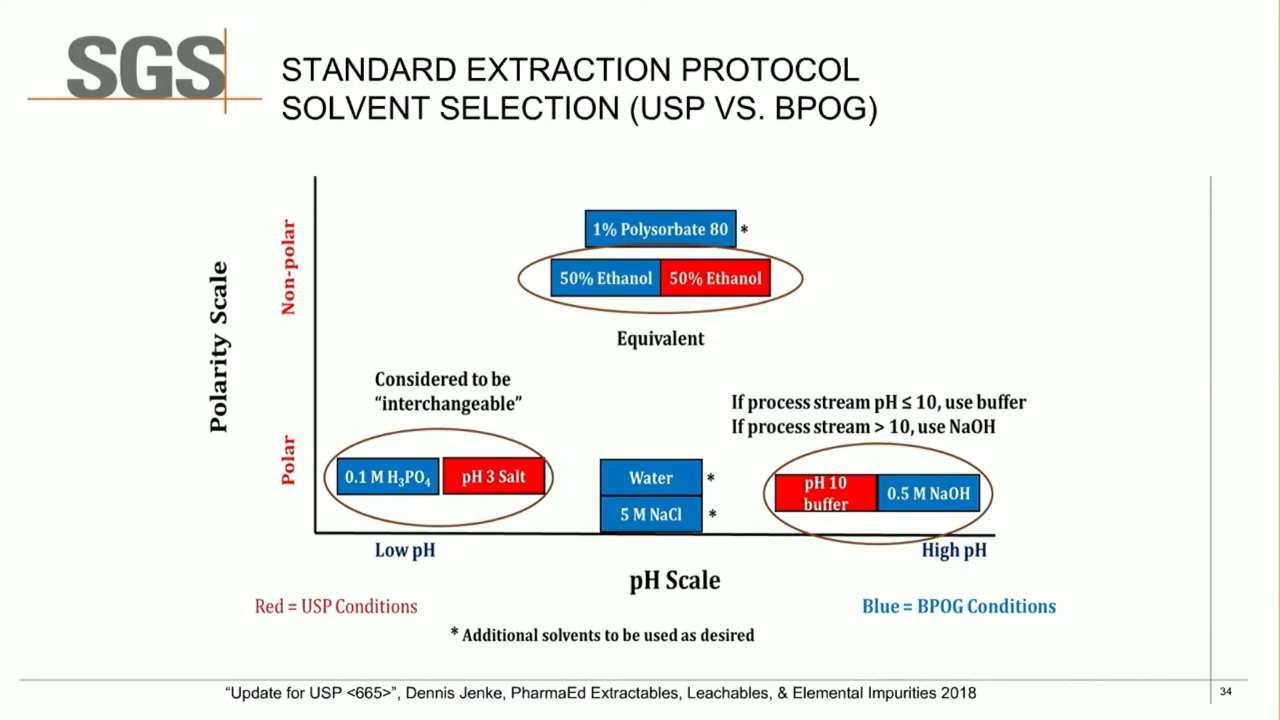 SGS
STANDARD EXTRACTION PROTOCOL
SOLVENT SELECTION (USP VS. BPOG)
Polarity Scale
Non-polar
Polar
1% Polysorbate 80 *
50% Ethanol
50% Ethanol
Equivalent
Considered to be
“interchangeable”
0.1 M H₃PO₄
pH 3 Salt
Water *
5 M NaCl *
If process stream pH ≤ 10, use buffer
If process stream > 10, use NaOH
pH 10
buffer
0.5 M NaOH
Low pH
High pH
pH Scale
Red = USP Conditions
Blue = BPOG Conditions
* Additional solvents to be used as desired
“Update for USP <665>”, Dennis Jenke, PharmaEd Extractables, Leachables, & Elemental Impurities 2018
34